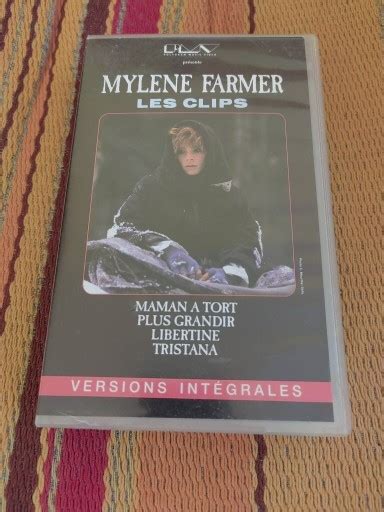 présente
MYLENE FARMER
LES CLIPS
MAMAN A TORT
PLUS GRANDIR
LIBERTINE
TRISTANA
VERSIONS INTÉGRALES